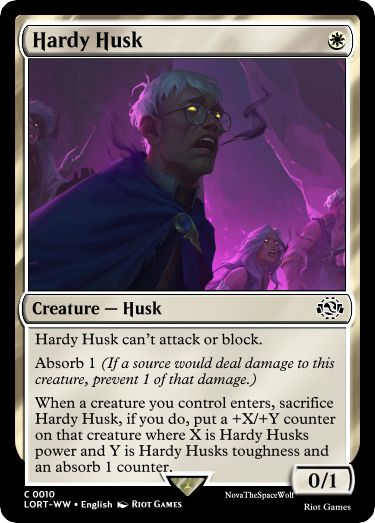 Hardy Husk
Creature — Husk
Hardy Husk can't attack or block.
Absorb 1 (If a source would deal damage to this
creature, prevent 1 of that damage.)
When a creature you control enters, sacrifice
Hardy Husk, if you do, put a +X/+Y counter
on that creature where X is Hardy Husks
power and Y is Hardy Husks toughness and
an absorb 1 counter.
0/1
C 0010
LORT-WW • English RIOT GAMES
NovaTheSpaceWolf
Riot Games